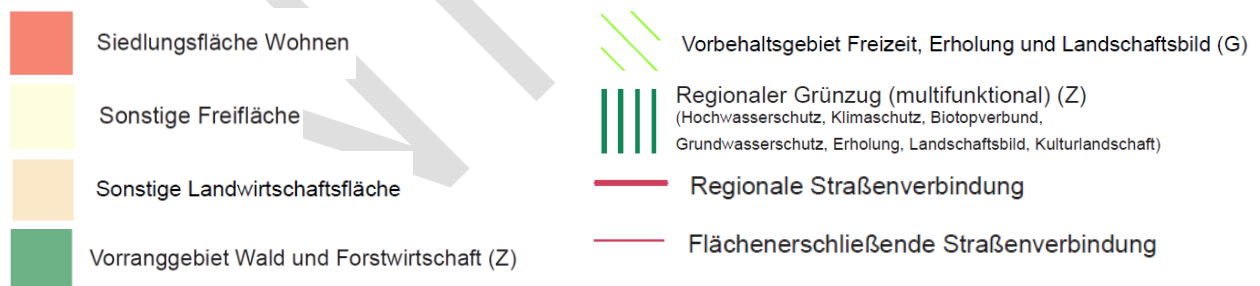 Siedlungsfläche Wohnen
Sonstige Freifläche
Sonstige Landwirtschaftsfläche
Vorranggebiet Wald und Forstwirtschaft (Z)
Vorbehaltsgebiet Freizeit, Erholung und Landschaftsbild (G)
Regionaler Grünzug (multifunktional) (Z)
(Hochwasserschutz, Klimaschutz, Biotopverbund,
Grundwasserschutz, Erholung, Landschaftsbild, Kulturlandschaft)
Regionale Straßenverbindung
Flächenerschließende Straßenverbindung